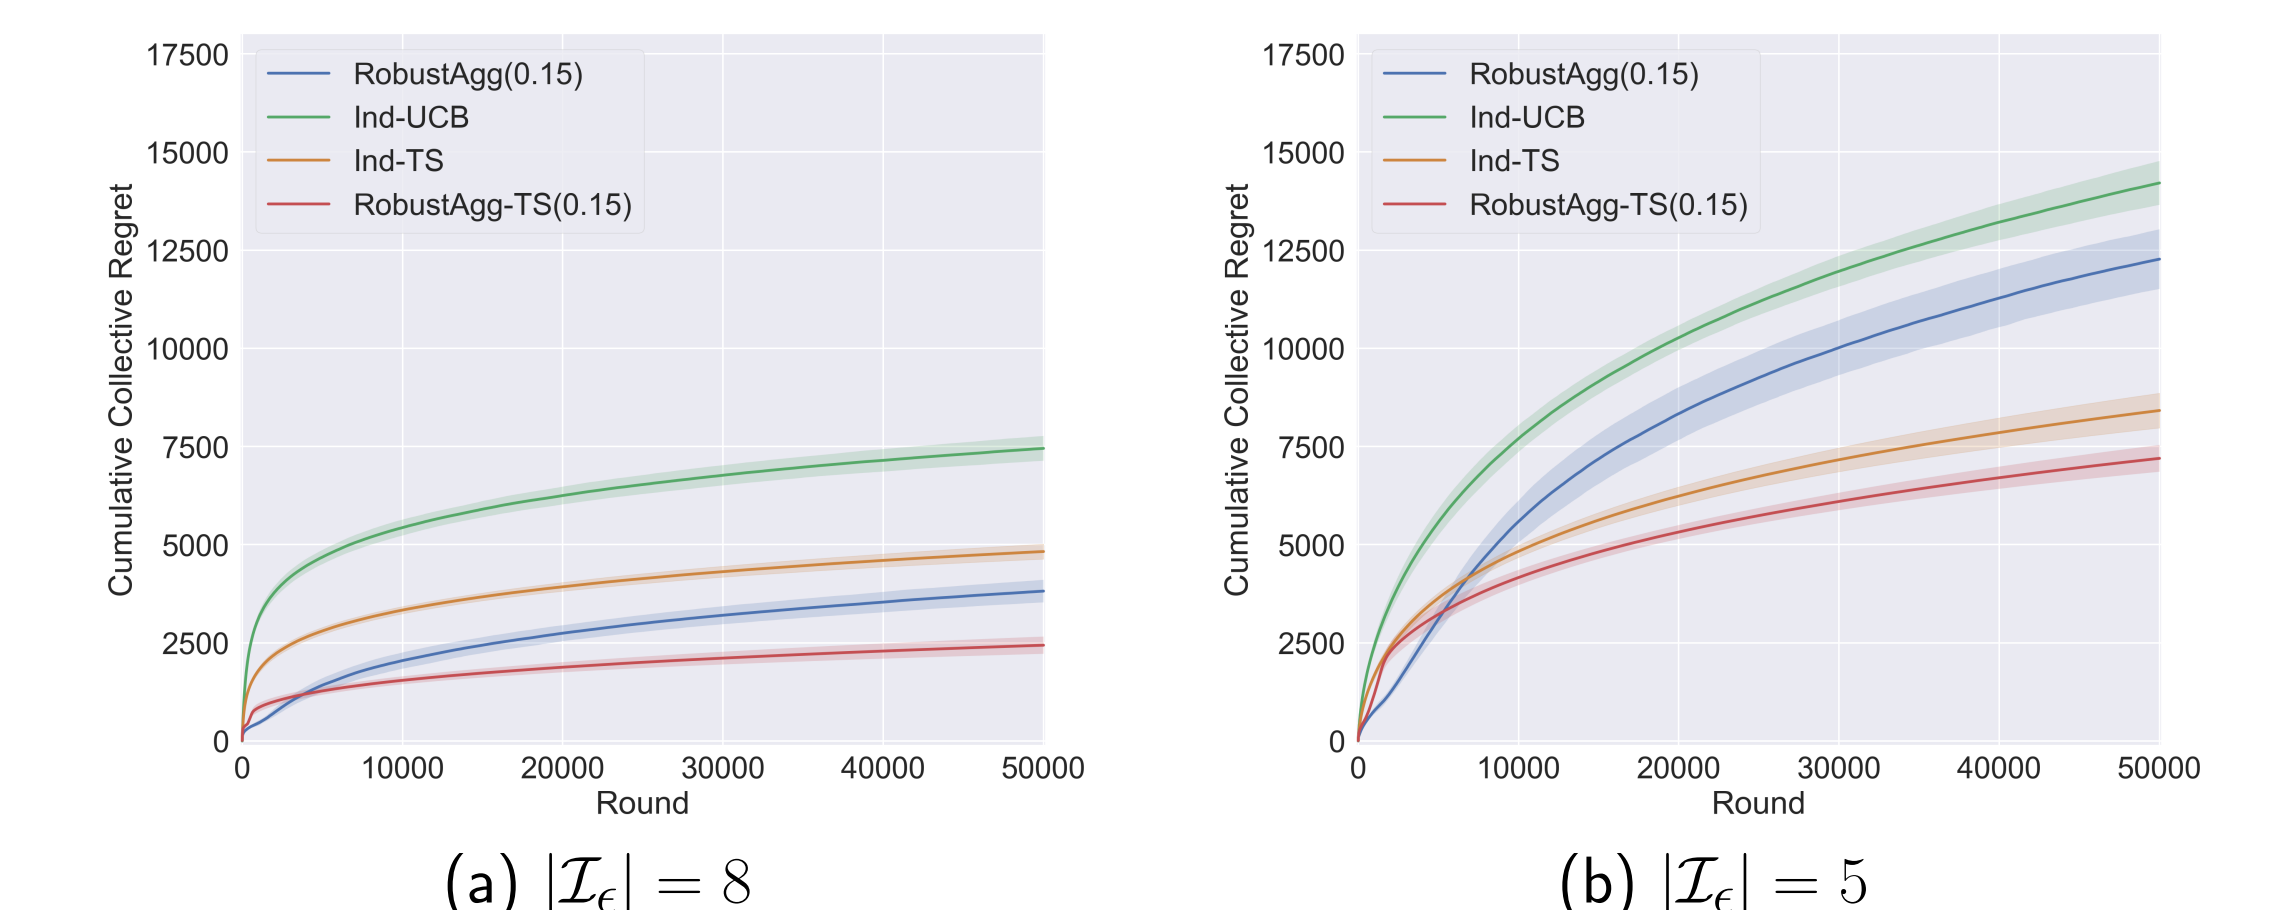 17500
15000
12500
10000
7500
5000
2500
0
Cumulative Collective Regret
RobustAgg(0.15)
Ind-UCB
Ind-TS
RobustAgg-TS(0.15)
0 10000 20000 30000 40000 50000
Round
(a) |ℐ_ϵ| = 8
17500
15000
12500
10000
7500
5000
2500
0
Cumulative Collective Regret
RobustAgg(0.15)
Ind-UCB
Ind-TS
RobustAgg-TS(0.15)
0 10000 20000 30000 40000 50000
Round
(b) |ℐ_ϵ| = 5